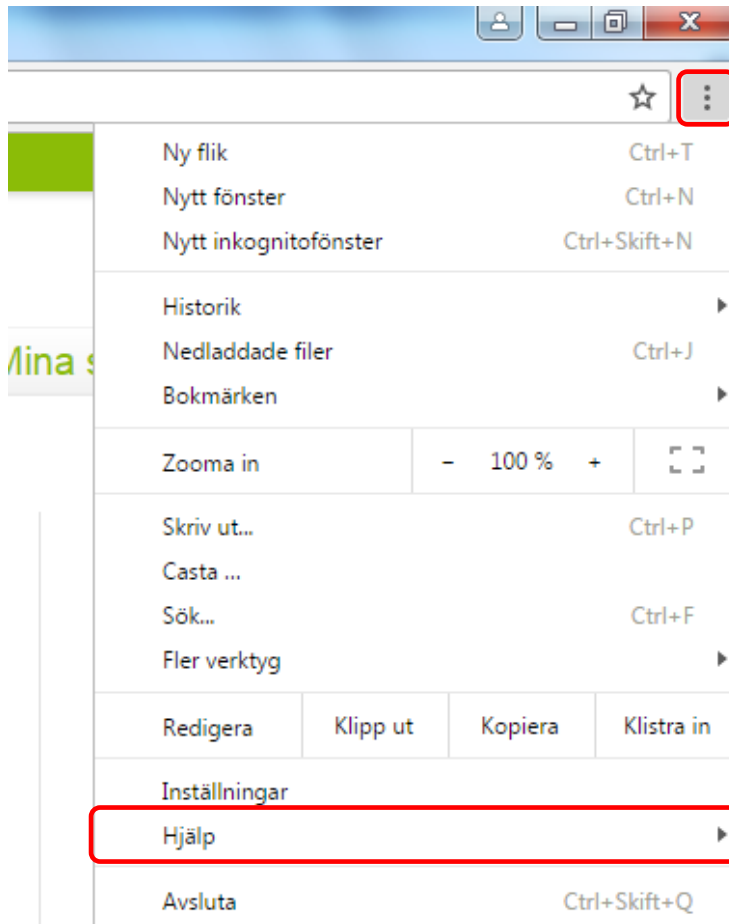 Ny flik Ctrl+T
Nytt fönster Ctrl+N
Nytt inkognitofönster Ctrl+Skift+N
Historik
Nedladdade filer Ctrl+J
Mina
Bokmärken
Zooma in - 100 % +
Skriv ut... Ctrl+P
Casta ...
Sök... Ctrl+F
Fler verktyg
Redigera Klipp ut Kopiera Klistra in
Inställningar
Hjälp
Avsluta Ctrl+Skift+Q